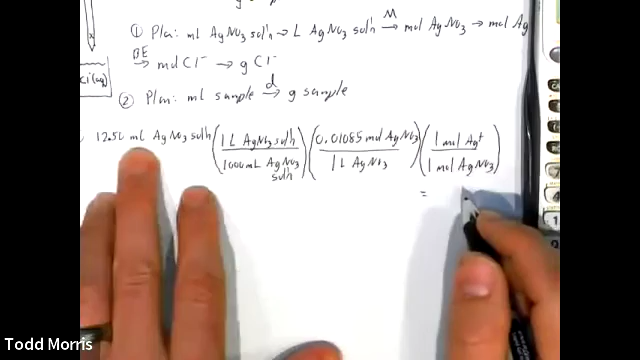 ① Plan: mL AgNO₃ sol'n → L AgNO₃ sol'n —M→ mol AgNO₃ → mol Ag
BE → mol Cl⁻ → g Cl⁻
Cl⁻(aq)
② Plan: mL sample —d→ g sample
12.50 mL AgNO₃ sol'n (1 L AgNO₃ sol'n / 1000 mL AgNO₃ sol'n) (0.01085 mol AgNO₃ / 1 L AgNO₃) (1 mol Ag⁺ / 1 mol AgNO₃)
=
Todd Morris